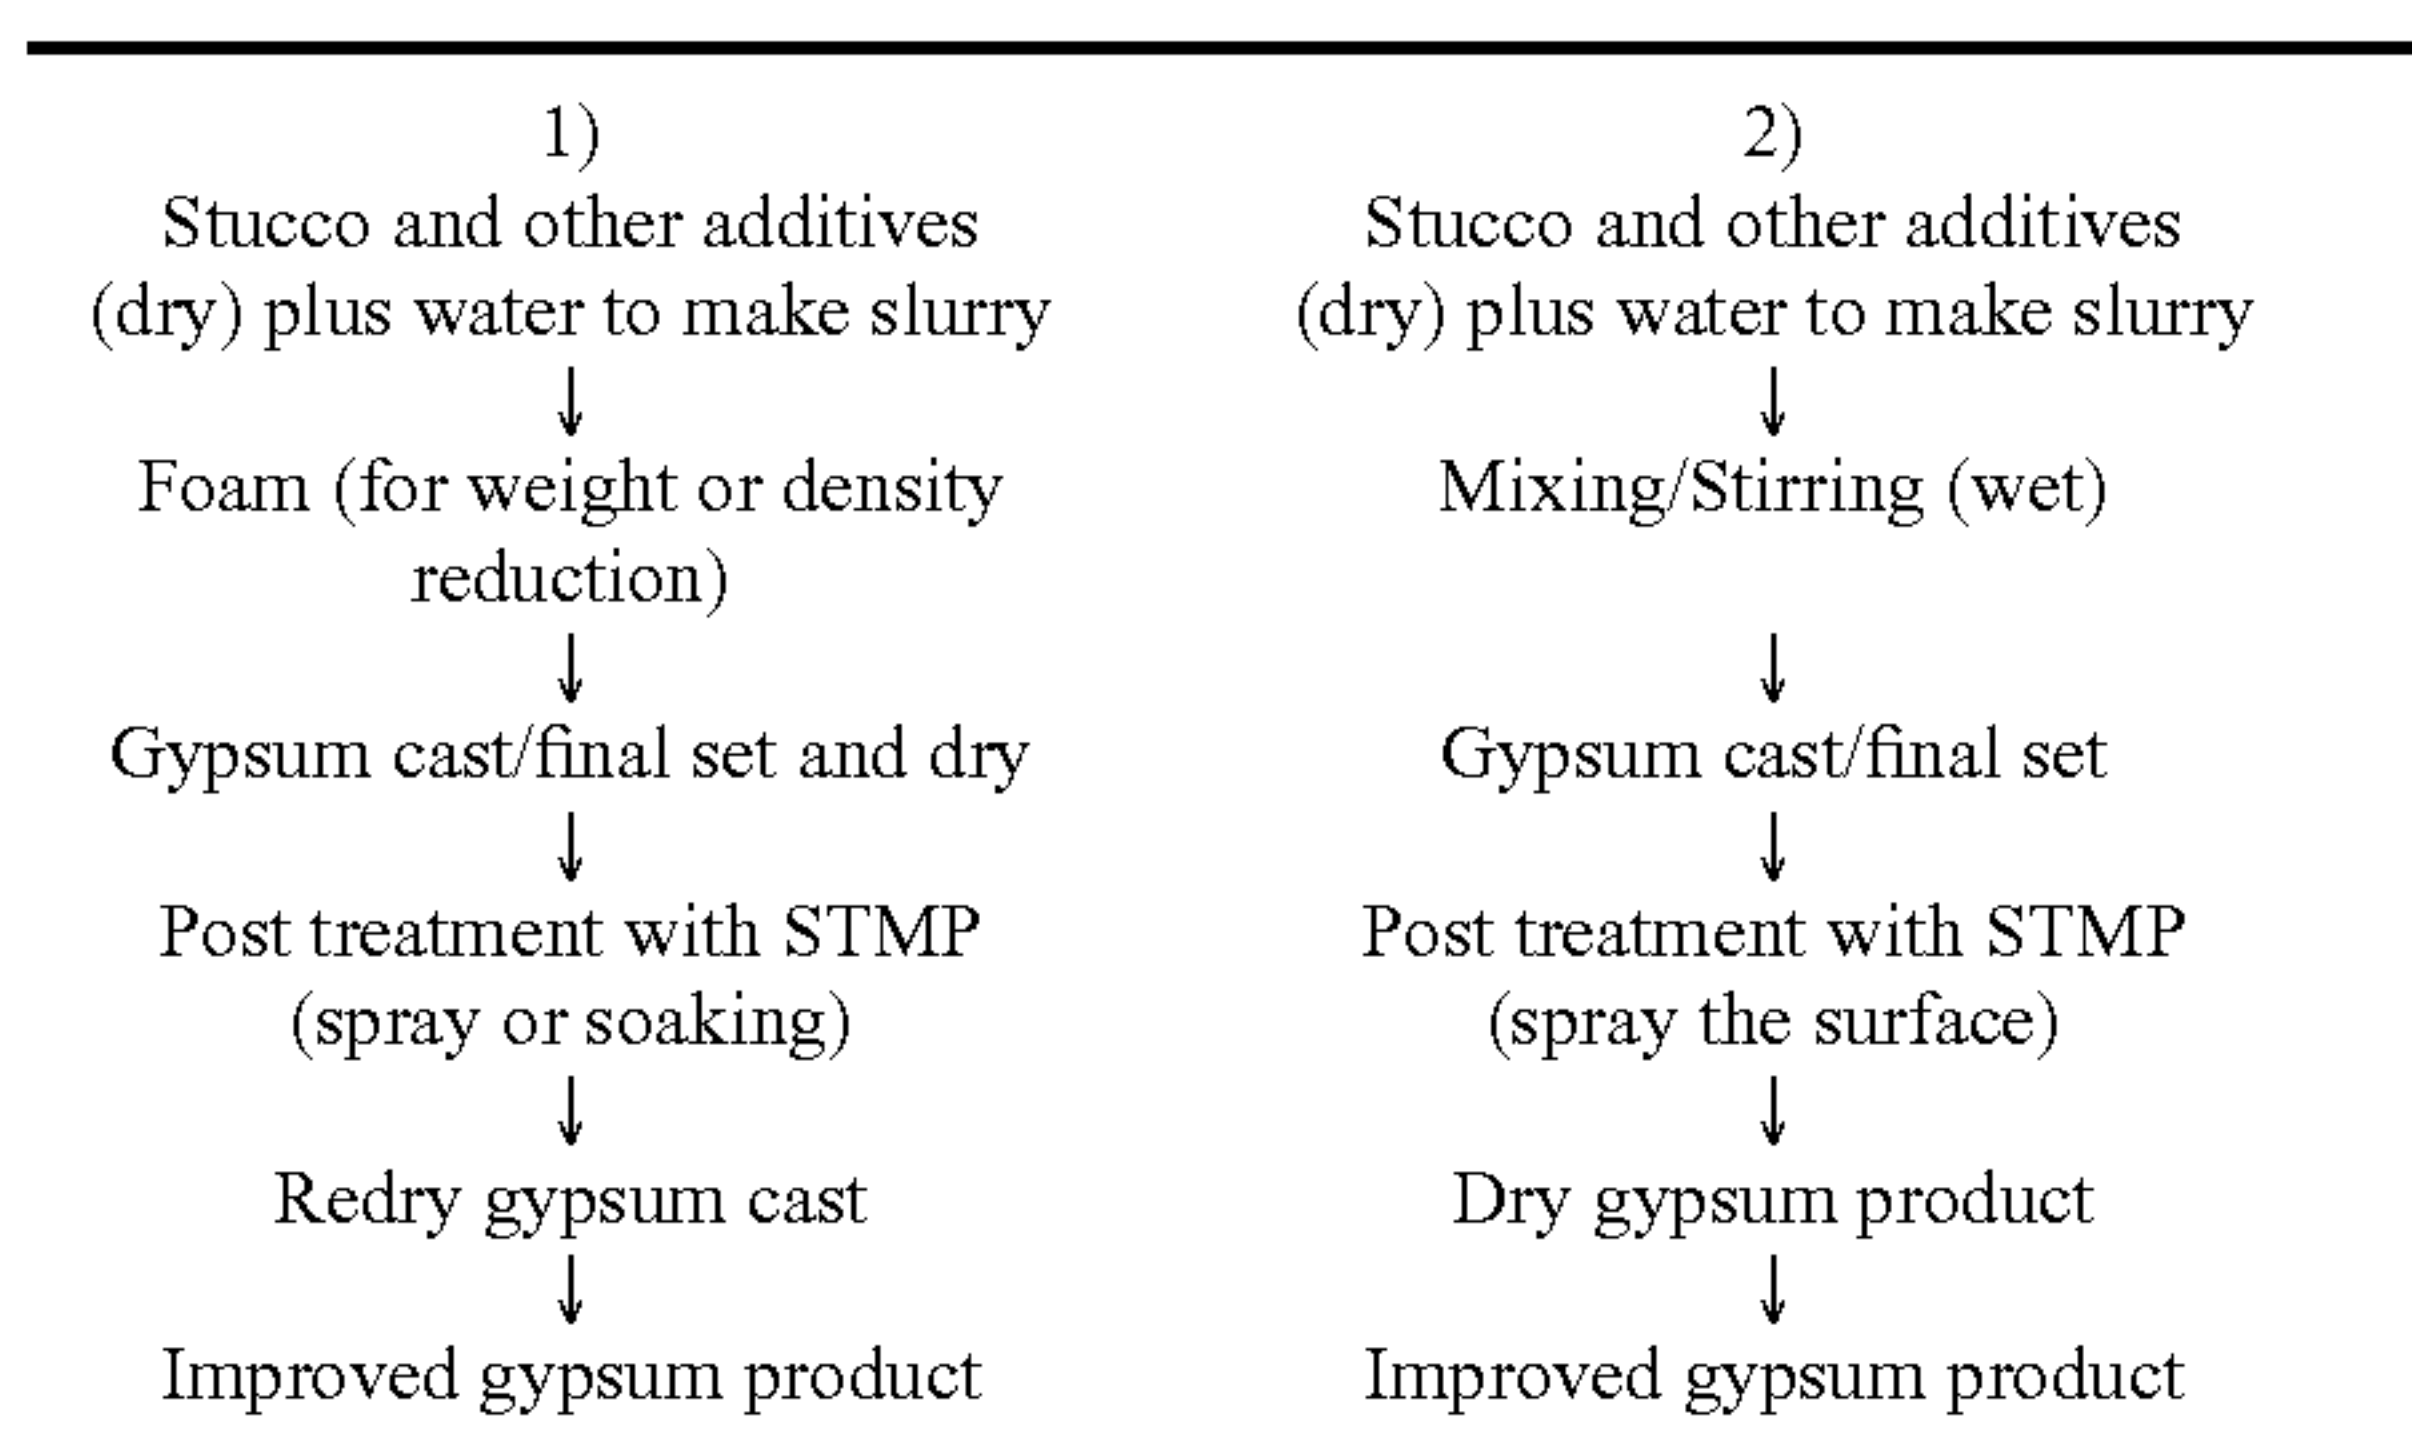 1)
Stucco and other additives
(dry) plus water to make slurry
↓
Foam (for weight or density
reduction)
↓
Gypsum cast/final set and dry
↓
Post treatment with STMP
(spray or soaking)
↓
Redry gypsum cast
↓
Improved gypsum product
2)
Stucco and other additives
(dry) plus water to make slurry
↓
Mixing/Stirring (wet)
↓
Gypsum cast/final set
↓
Post treatment with STMP
(spray the surface)
↓
Dry gypsum product
↓
Improved gypsum product